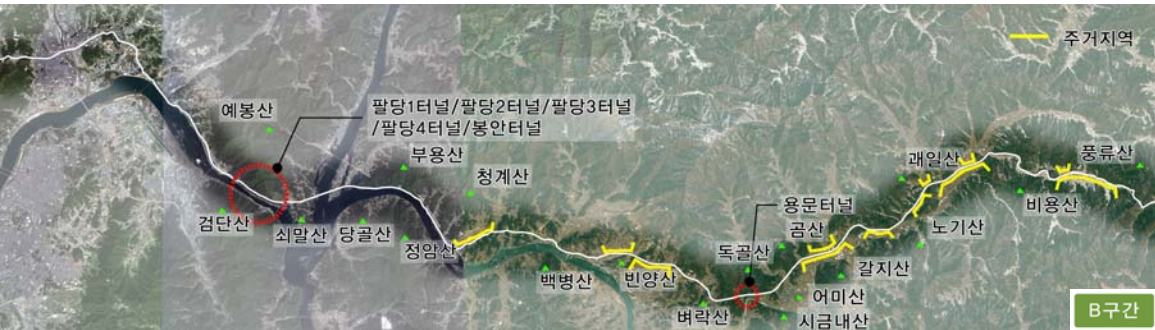 주거지역
예봉산
팔당1터널/팔당2터널/팔당3터널
/팔당4터널/봉안터널
부용산
청계산
괘일산
풍류산
검단산
쇠말산
당골산
정암산
용문터널
곰산
독골산
노기산
비용산
백병산
빈양산
갈지산
어미산
벼락산
시금내산
B구간